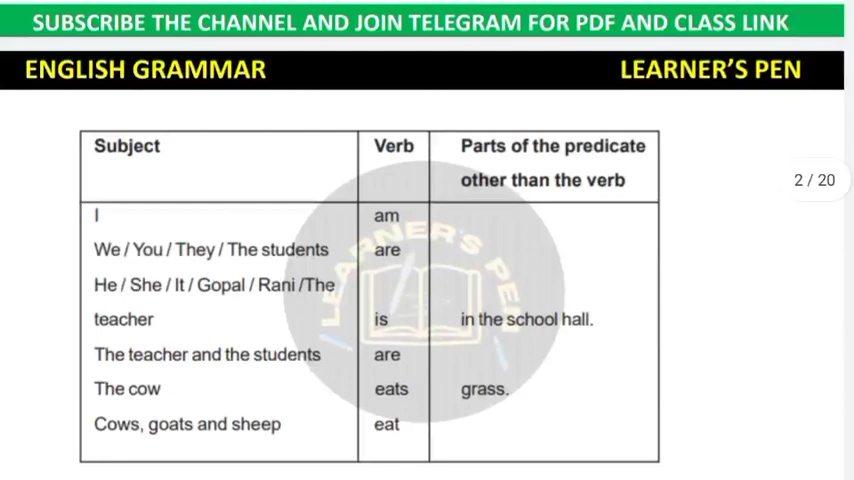 SUBSCRIBE THE CHANNEL AND JOIN TELEGRAM FOR PDF AND CLASS LINK
ENGLISH GRAMMAR LEARNER'S PEN
Subject Verb Parts of the predicate
other than the verb
2 / 20
I am
We / You / They / The students are
He / She / It / Gopal / Rani /The
teacher is in the school hall.
The teacher and the students are
The cow eats grass.
Cows, goats and sheep eat
LEARNER'S PEN